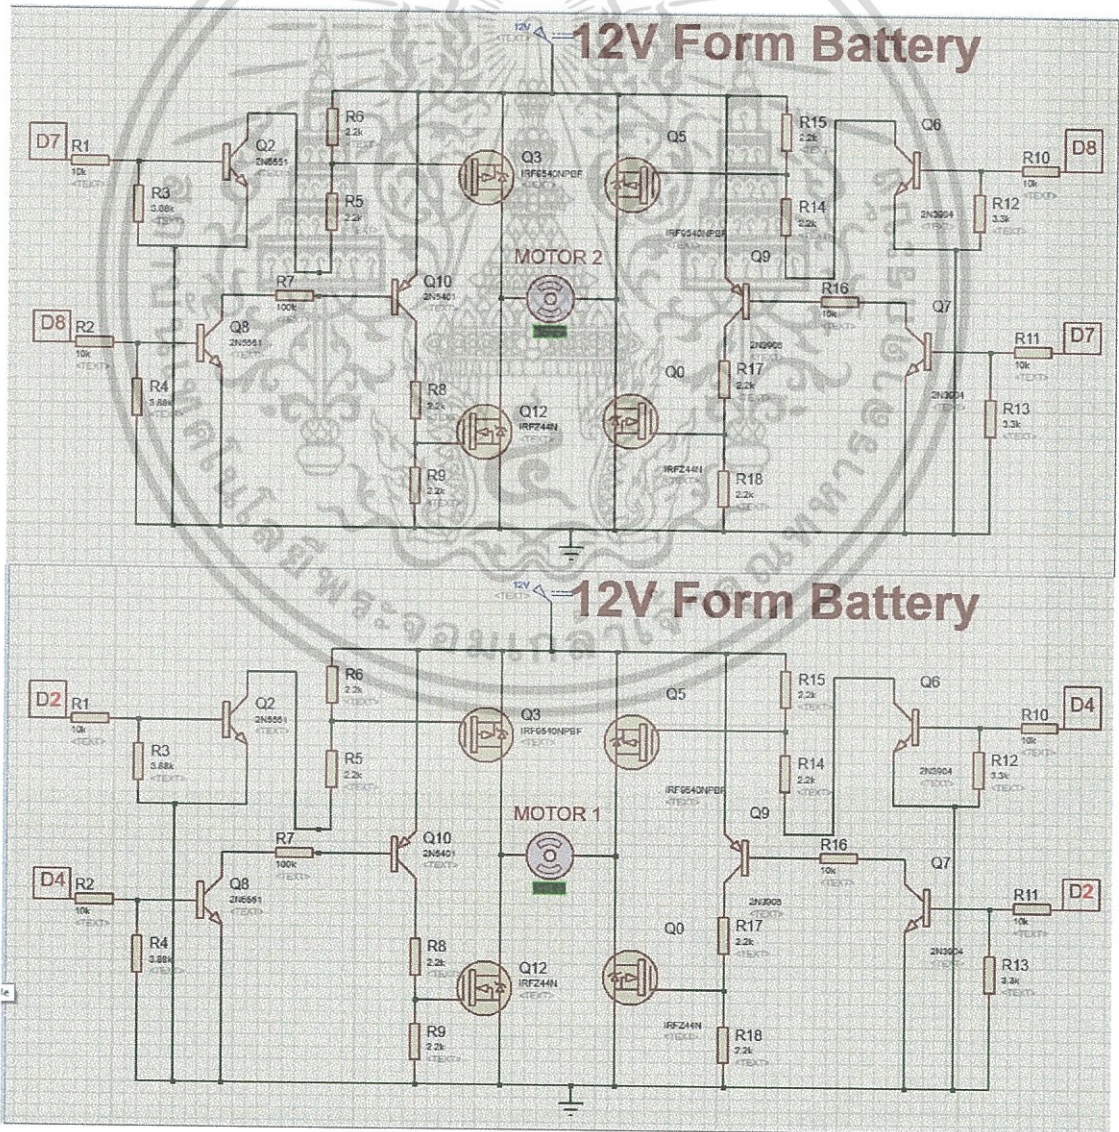 12V
12V Form Battery
D7
R1
10k
R3
Q2
2N5551
R6
2.2k
R5
2.2k
Q3
IRF9540NPBF
Q5
IRF9540NPBF
R15
2.2k
R14
2.2k
Q6
2N3904
R10
10k
D8
R12
3.3k
MOTOR 2
D8
R2
10k
R4
Q8
2N5551
R7
100k
Q10
2N5401
R8
2.2k
R9
2.2k
Q12
IRFZ44N
Q9
R16
10k
Q7
2N3904
R11
10k
D7
R13
3.3k
Q0
IRFZ44N
R17
2.2k
R18
2.2k
12V
12V Form Battery
D2
R1
10k
R3
Q2
2N5551
R6
2.2k
R5
2.2k
Q3
IRF9540NPBF
Q5
IRF9540NPBF
R15
2.2k
R14
2.2k
Q6
2N3904
R10
10k
D4
R12
3.3k
MOTOR 1
D4
R2
10k
R4
Q8
2N5551
R7
100k
Q10
2N5401
R8
2.2k
R9
2.2k
Q12
IRFZ44N
Q9
R16
10k
Q7
2N3904
R11
10k
D2
R13
3.3k
Q0
IRFZ44N
R17
2.2k
R18
2.2k